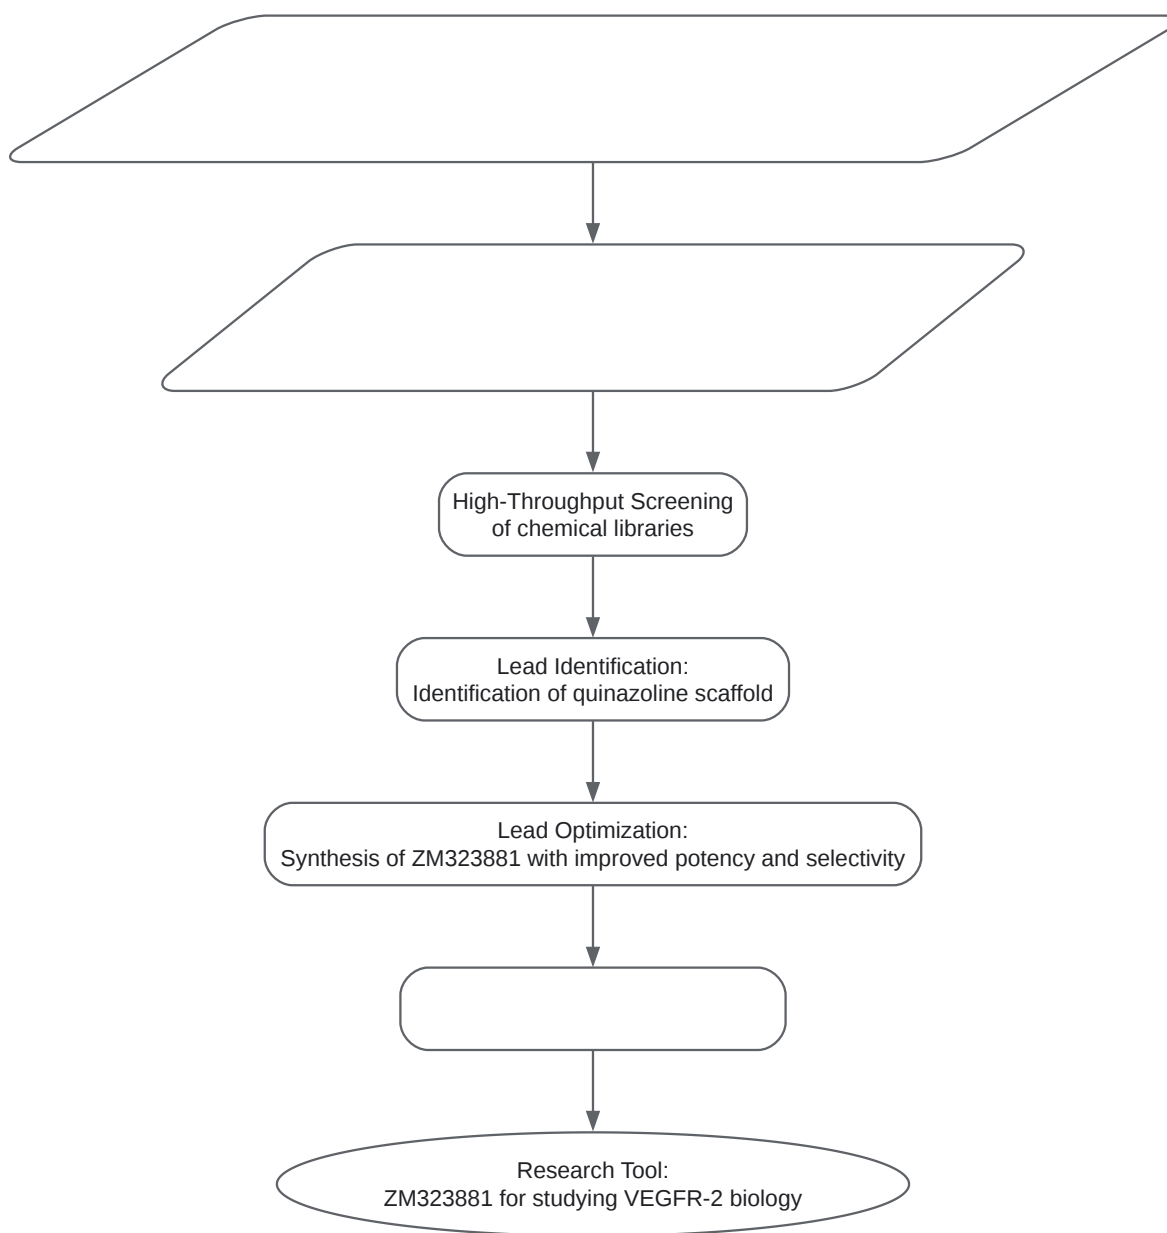 High-Throughput Screening
of chemical libraries
Lead Identification:
Identification of quinazoline scaffold
Lead Optimization:
Synthesis of ZM323881 with improved potency and selectivity
Research Tool:
ZM323881 for studying VEGFR-2 biology